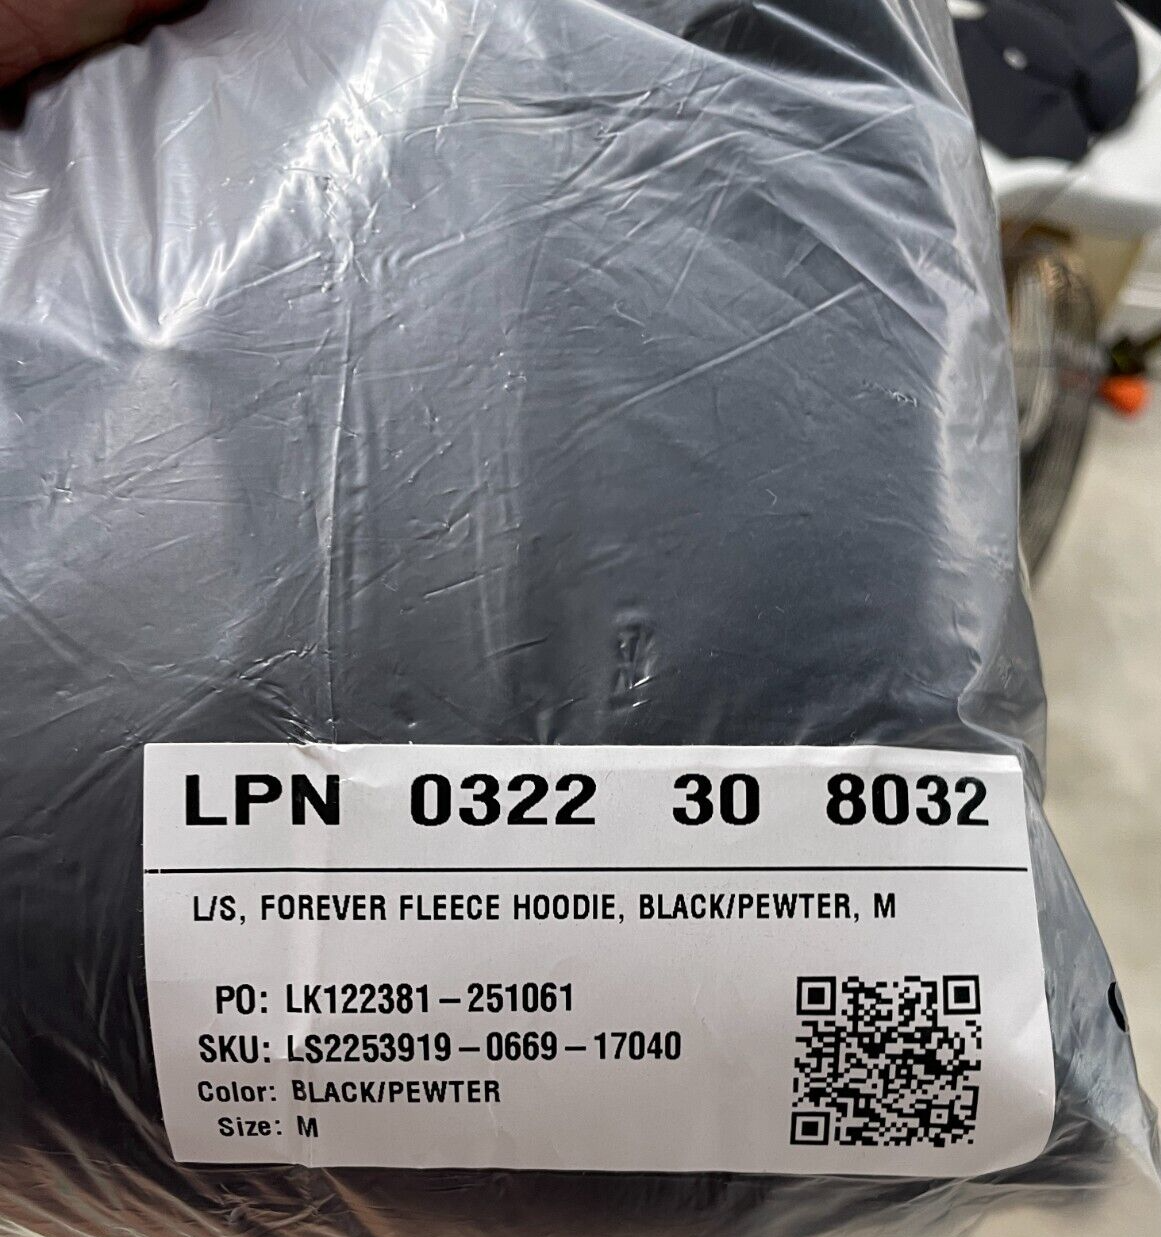 LPN 0322 30 8032
L/S, FOREVER FLEECE HOODIE, BLACK/PEWTER, M
PO: LK122381-251061
SKU: LS2253919-0669-17040
Color: BLACK/PEWTER
Size: M